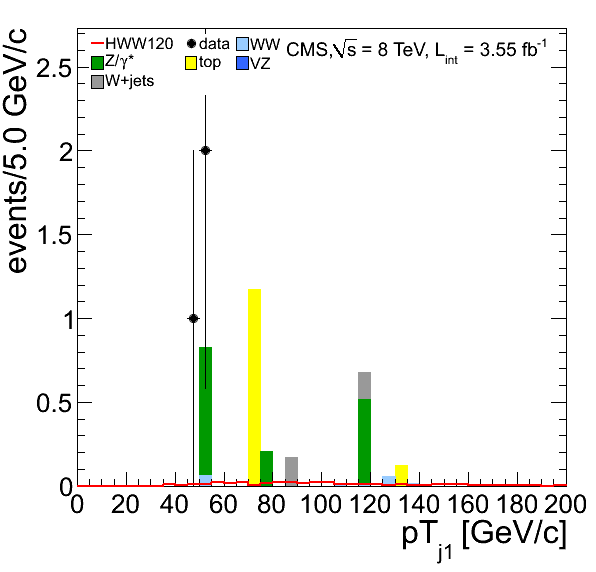 HWW120 data WW CMS,√s = 8 TeV, Lint = 3.55 fb-1
Z/γ* top VZ
W+jets
events/5.0 GeV/c
2.5
2
1.5
1
0.5
0
0 20 40 60 80 100 120 140 160 180 200
pTj1 [GeV/c]